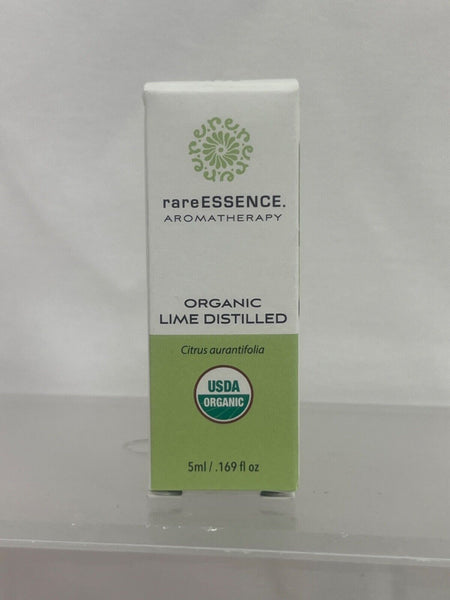 rareESSENCE.
AROMATHERAPY
ORGANIC
LIME DISTILLED
Citrus aurantifolia
USDA
ORGANIC
5ml / .169 fl oz